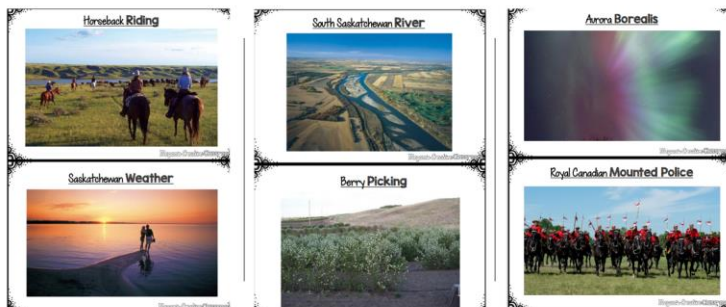 Horseback Riding
South Saskatchewan River
Aurora Borealis
Saskatchewan Weather
Berry Picking
Royal Canadian Mounted Police